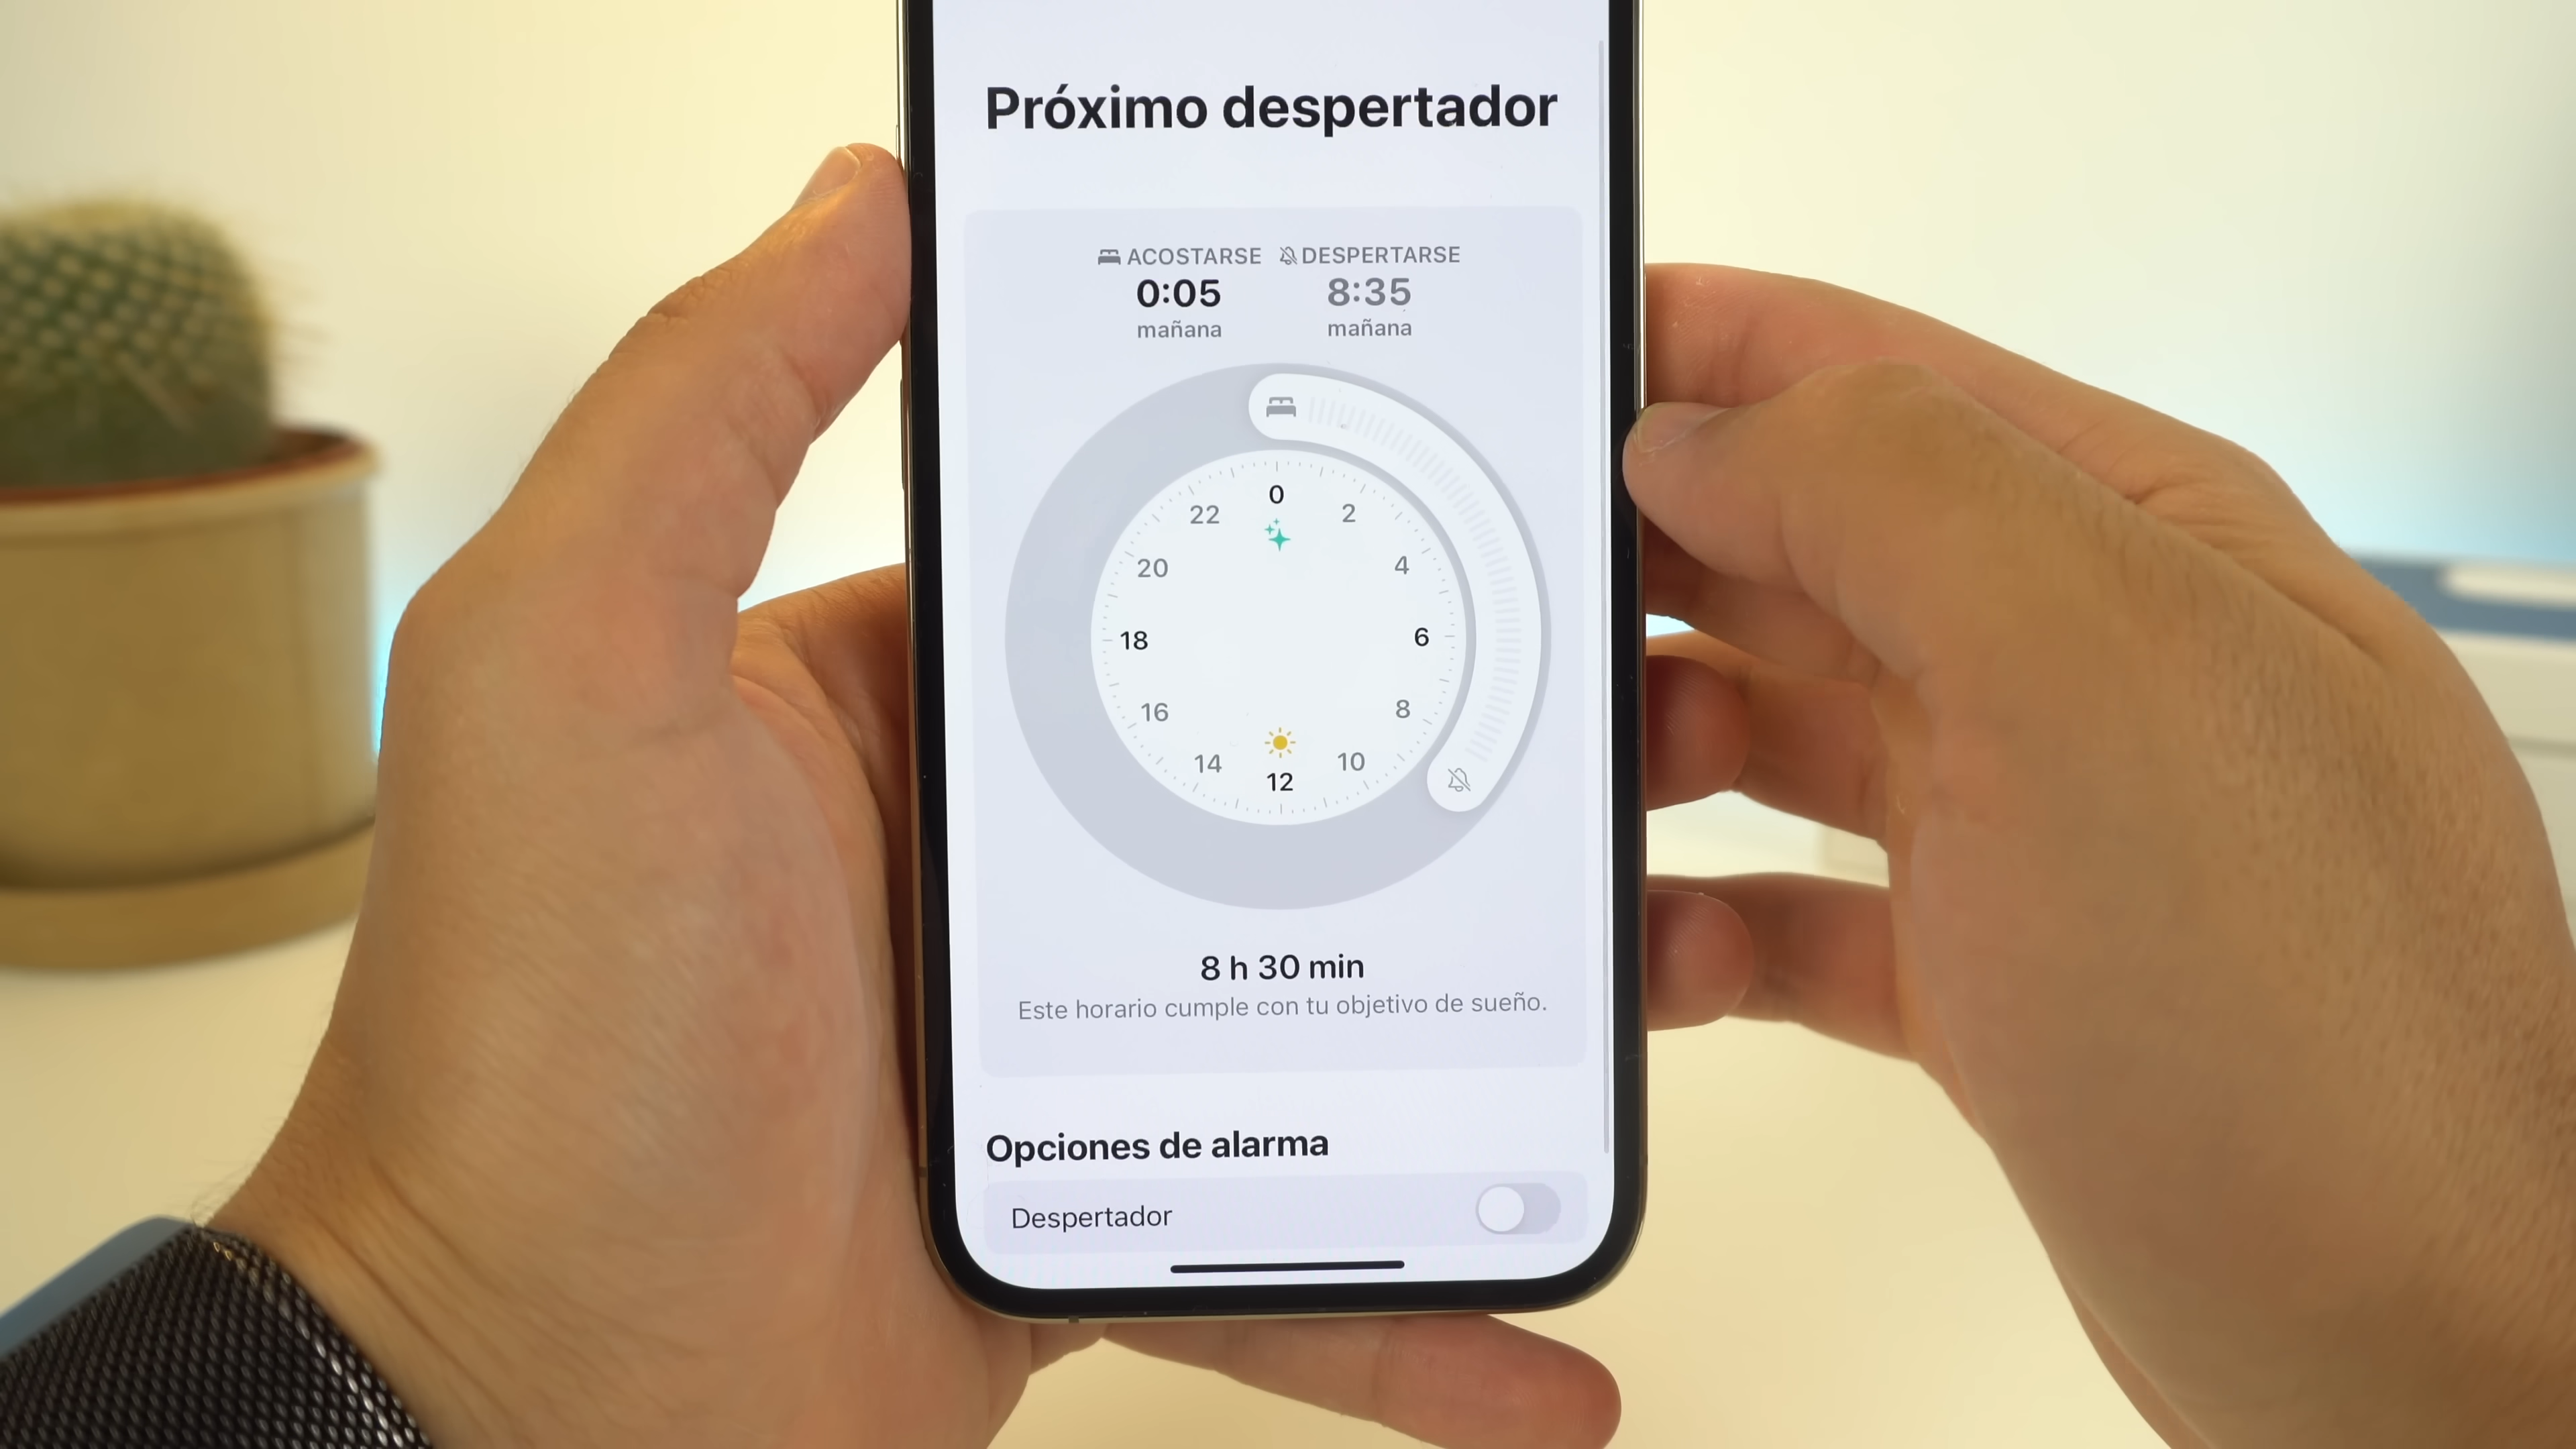 Próximo despertador
ACOSTARSE DESPERTARSE
0:05 8:35
mañana mañana
0
22 2
20 4
18 6
16 8
14 10
12
8 h 30 min
Este horario cumple con tu objetivo de sueño.
Opciones de alarma
Despertador